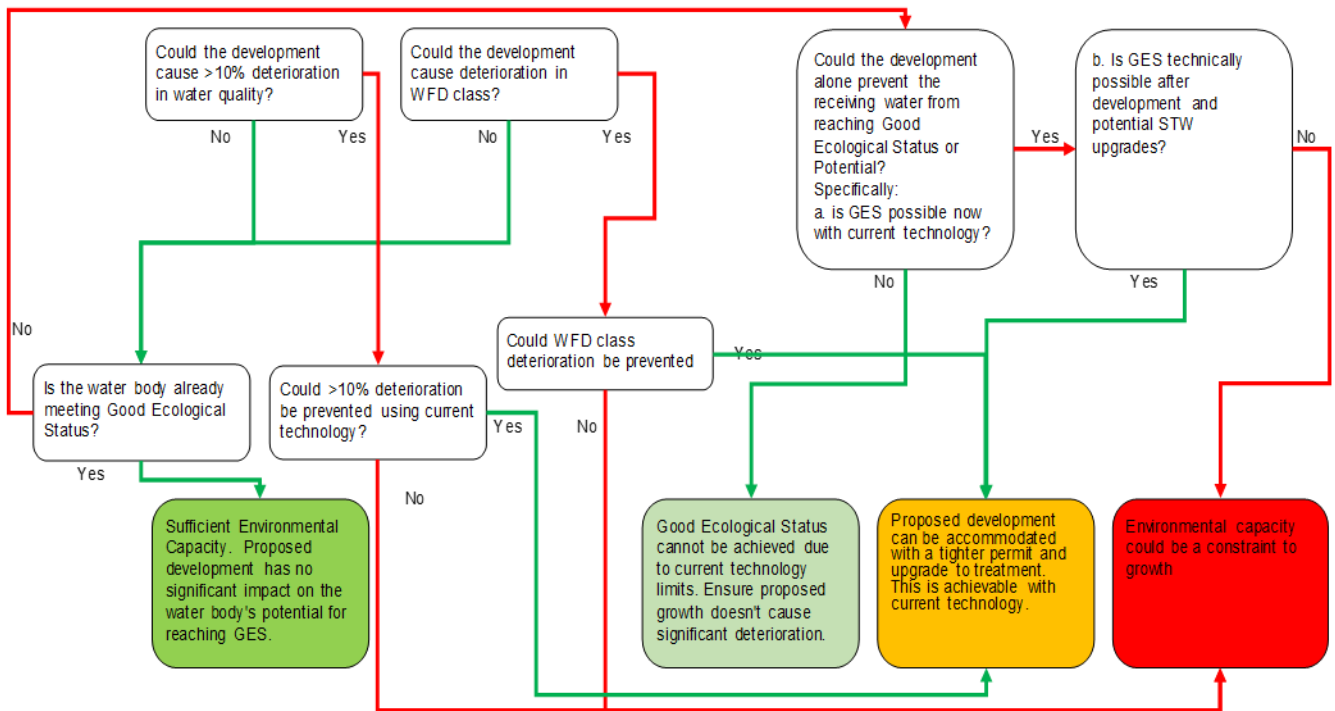 Could the development
cause >10% deterioration
in water quality?
No
Yes
Could the development
cause deterioration in
WFD class?
No
Yes
Could the development
alone prevent the
receiving water from
reaching Good
Ecological Status or
Potential?
Specifically:
a. is GES possible now
with current technology?
Yes
No
b. Is GES technically
possible after
development and
potential STW
upgrades?
No
Yes
No
Is the water body already
meeting Good Ecological
Status?
Yes
Could >10% deterioration
be prevented using current
technology?
Yes
No
Could WFD class
deterioration be prevented
Yes
No
Sufficient Environmental
Capacity. Proposed
development has no
significant impact on the
water body's potential for
reaching GES.
Good Ecological Status
cannot be achieved due
to current technology
limits. Ensure proposed
growth doesn't cause
significant deterioration.
Proposed development
can be accommodated
with a tighter permit and
upgrade to treatment.
This is achievable with
current technology.
Environmental capacity
could be a constraint to
growth